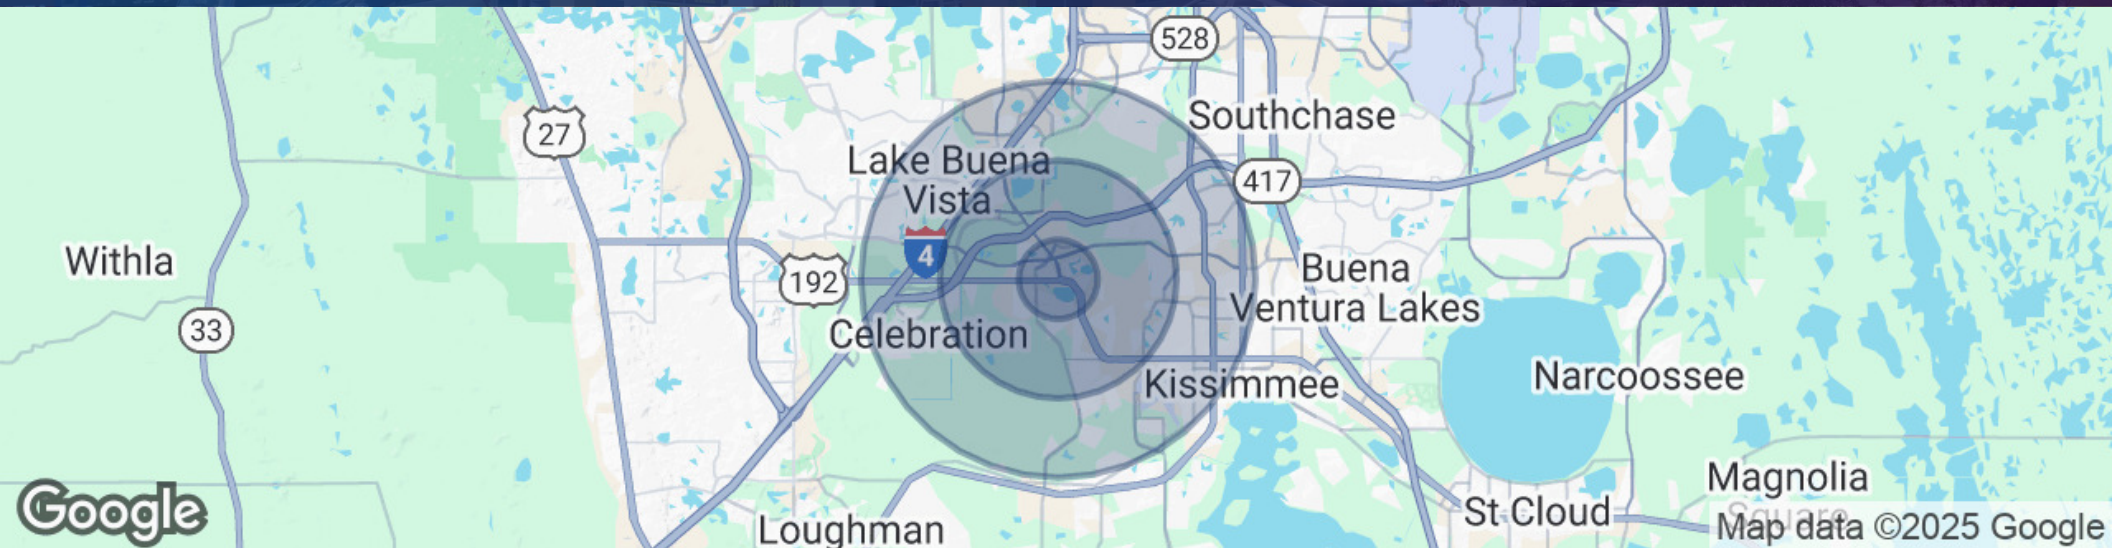 528
Southchase
27
Lake Buena
Vista
417
4
Withla
192
Buena
Ventura Lakes
33
Celebration
Kissimmee
Narcoossee
Magnolia
Square
St Cloud
Loughman
Google
Map data ©2025 Google